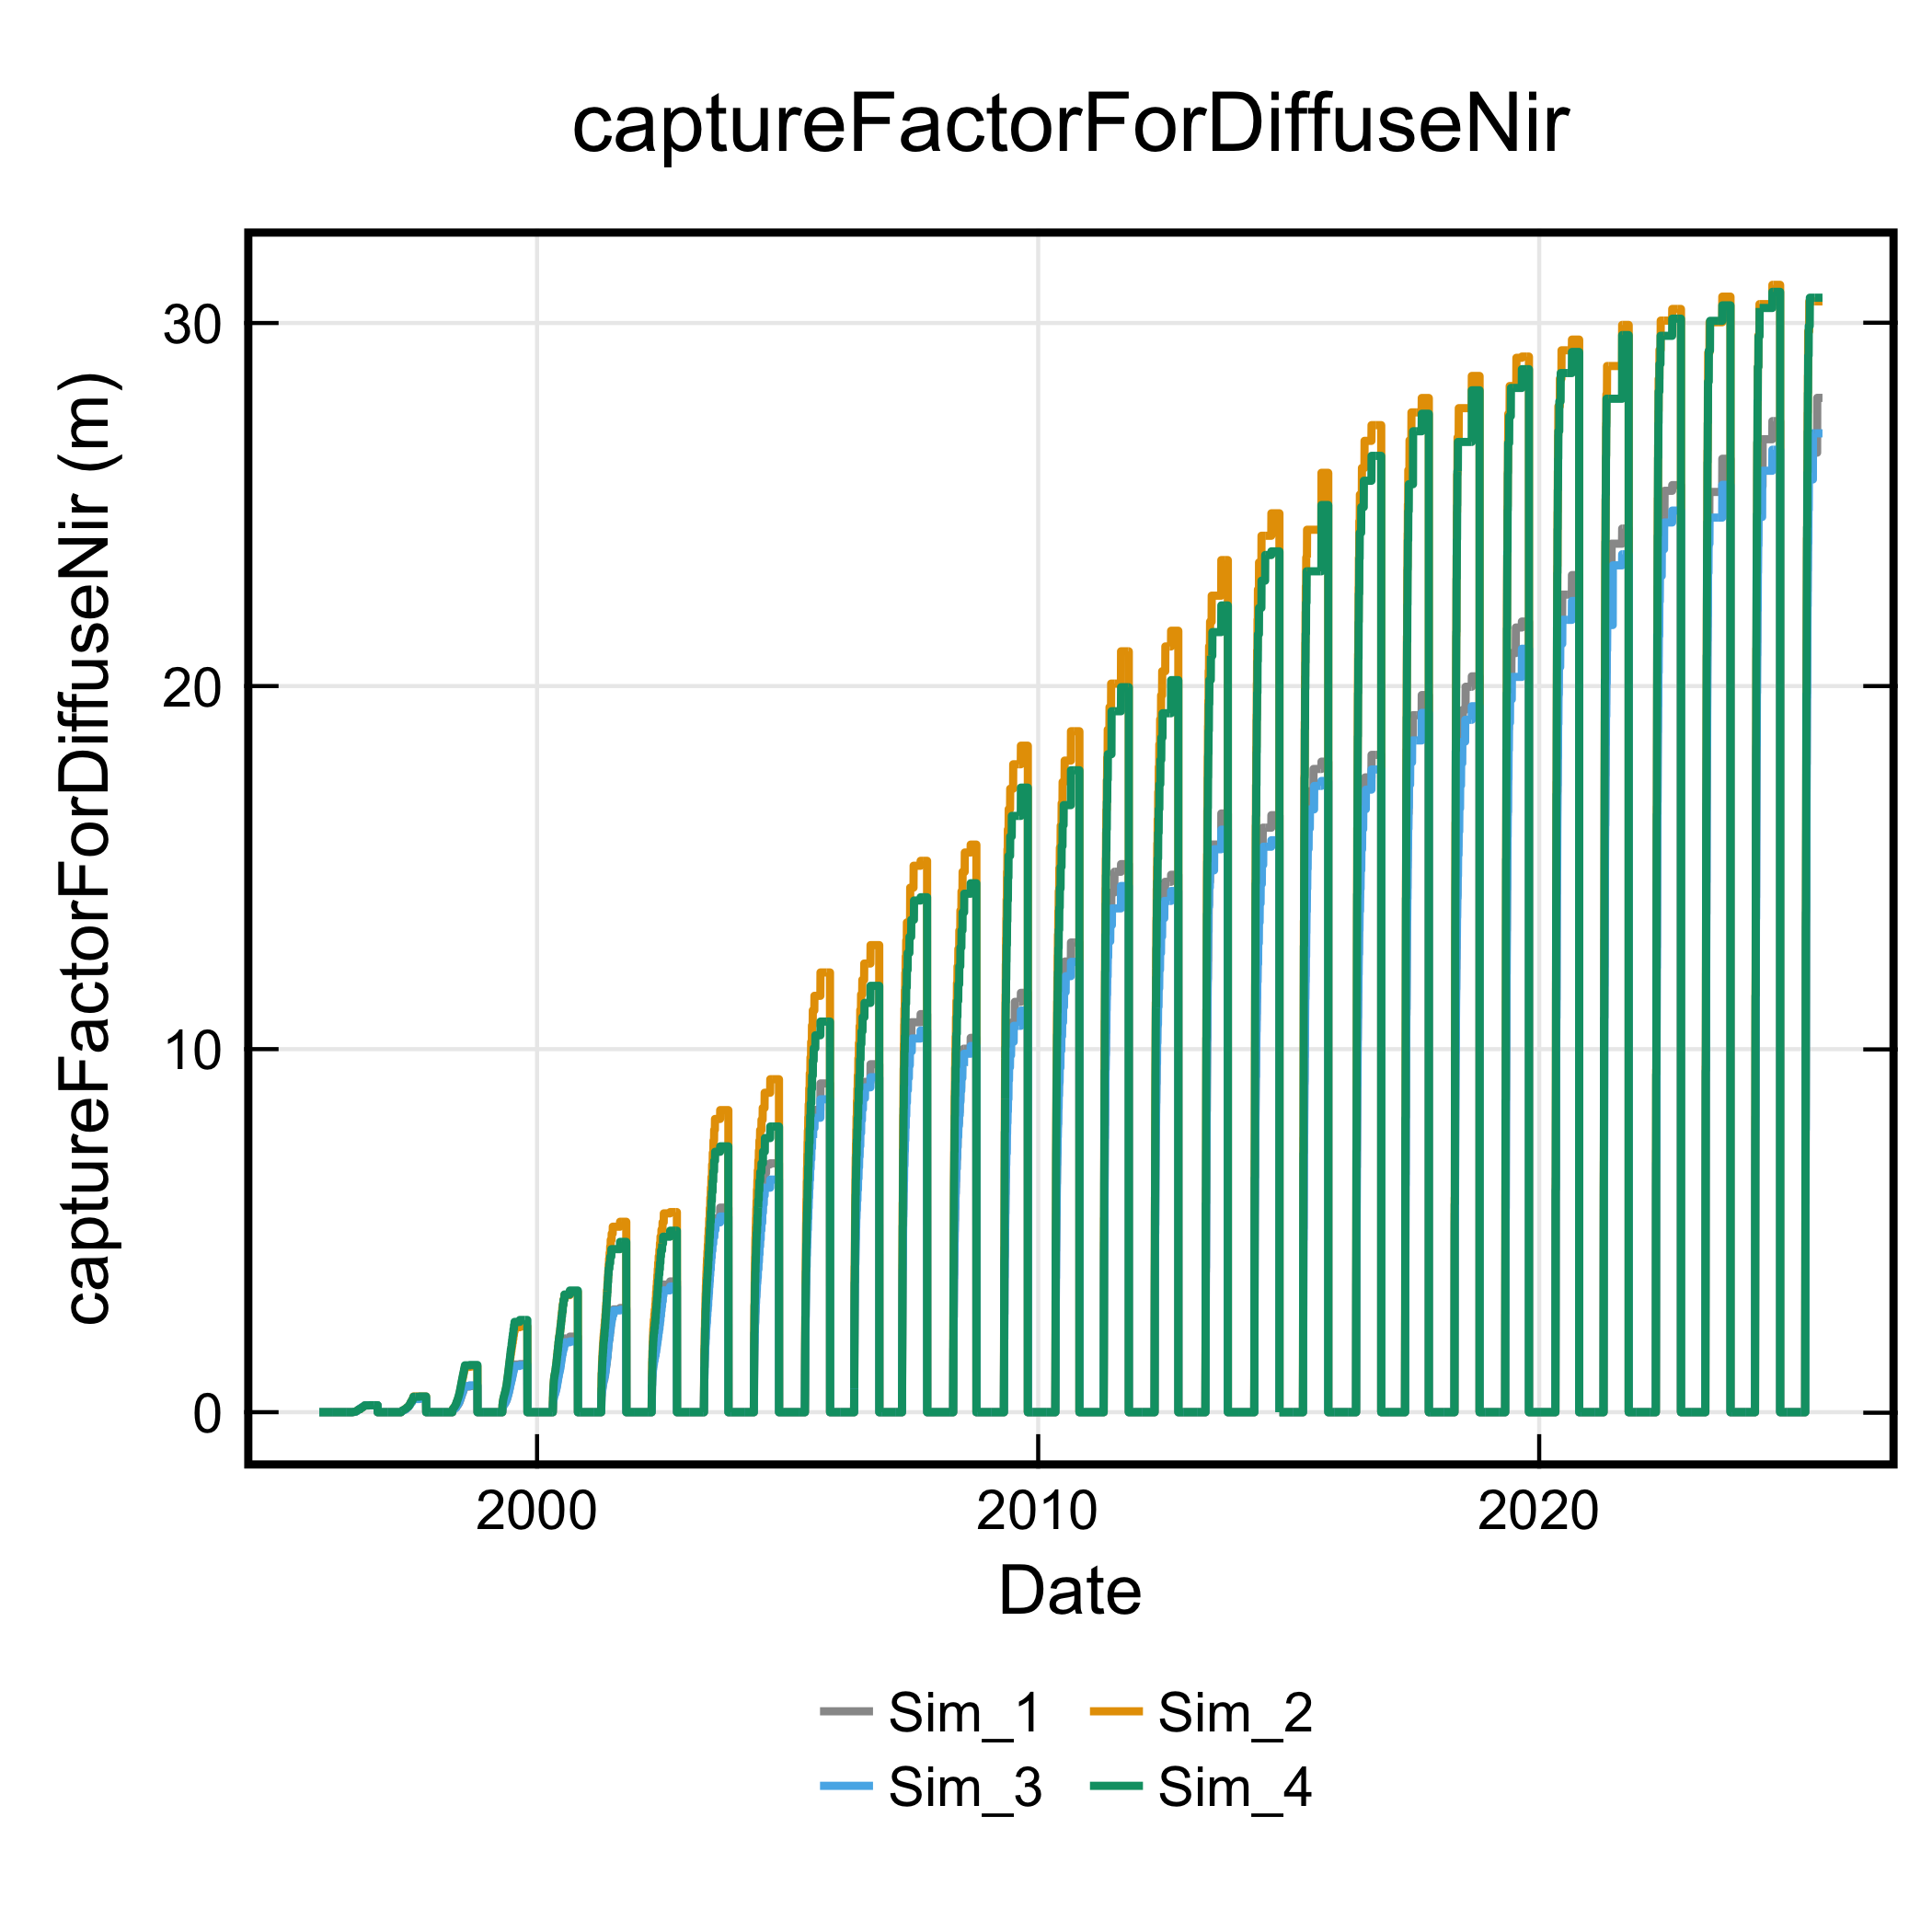 captureFactorForDiffuseNir
captureFactorForDiffuseNir (m)
30
20
10
0
2000 2010 2020
Date
Sim_1 Sim_2
Sim_3 Sim_4